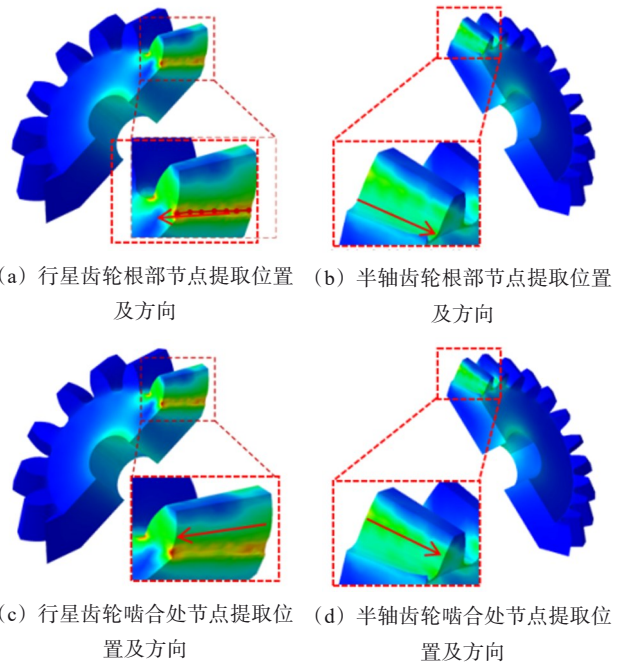 （a）行星齿轮根部节点提取位置
及方向
（b）半轴齿轮根部节点提取位置
及方向
（c）行星齿轮啮合处节点提取位
置及方向
（d）半轴齿轮啮合处节点提取位
置及方向